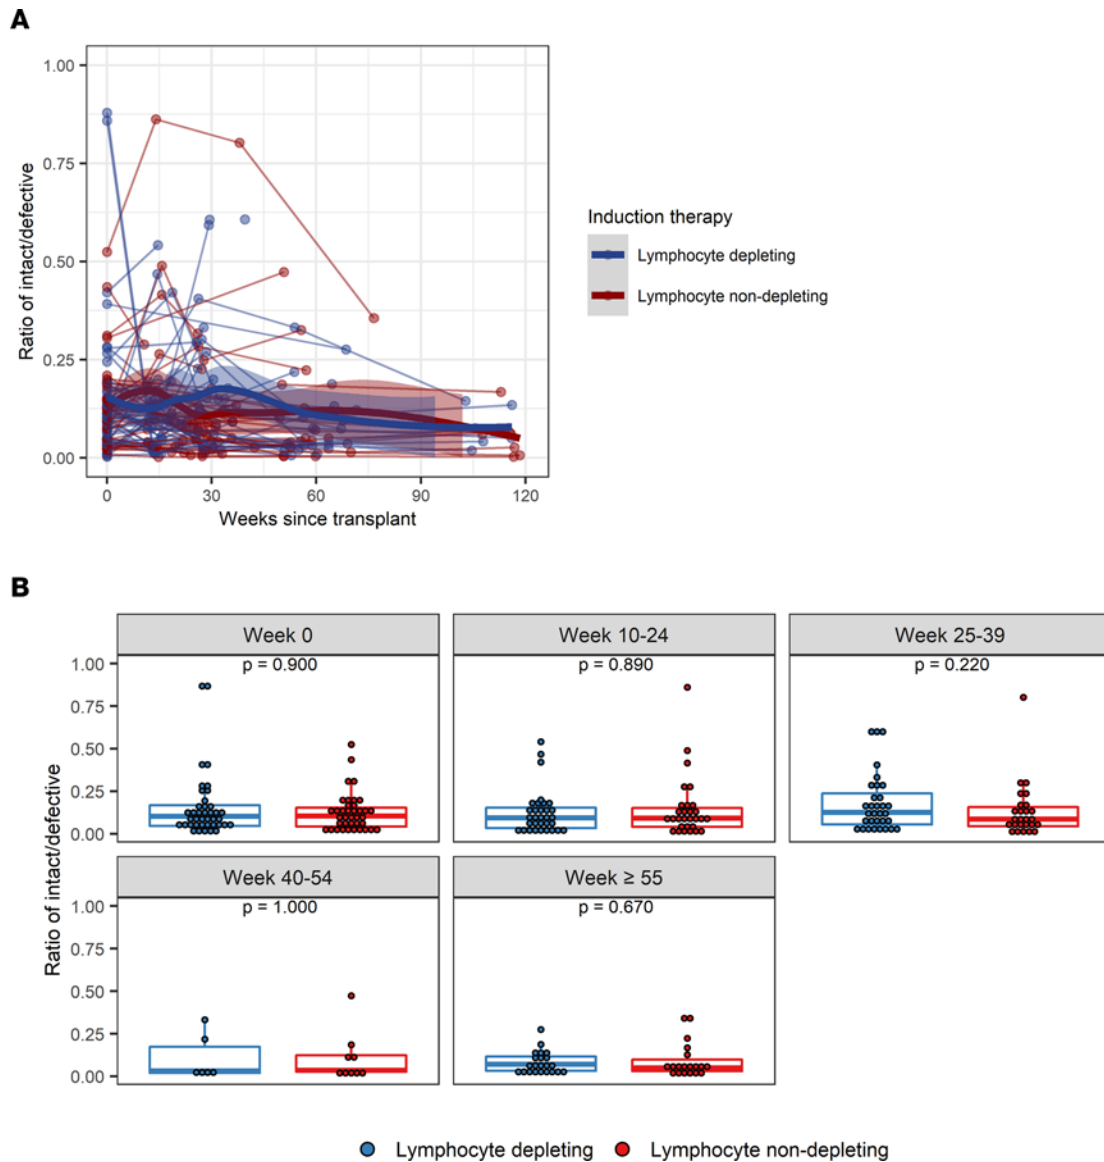 A
Ratio of intact/defective
1.00
0.75
0.50
0.25
0.00
0
30
60
90
120
Weeks since transplant
Induction therapy
Lymphocyte depleting
Lymphocyte non-depleting
B
Ratio of intact/defective
Week 0
Week 10-24
Week 25-39
p = 0.900
p = 0.890
p = 0.220
1.00
0.75
0.50
0.25
0.00
Week 40-54
Week ≥ 55
p = 1.000
p = 0.670
1.00
0.75
0.50
0.25
0.00
Lymphocyte depleting
Lymphocyte non-depleting